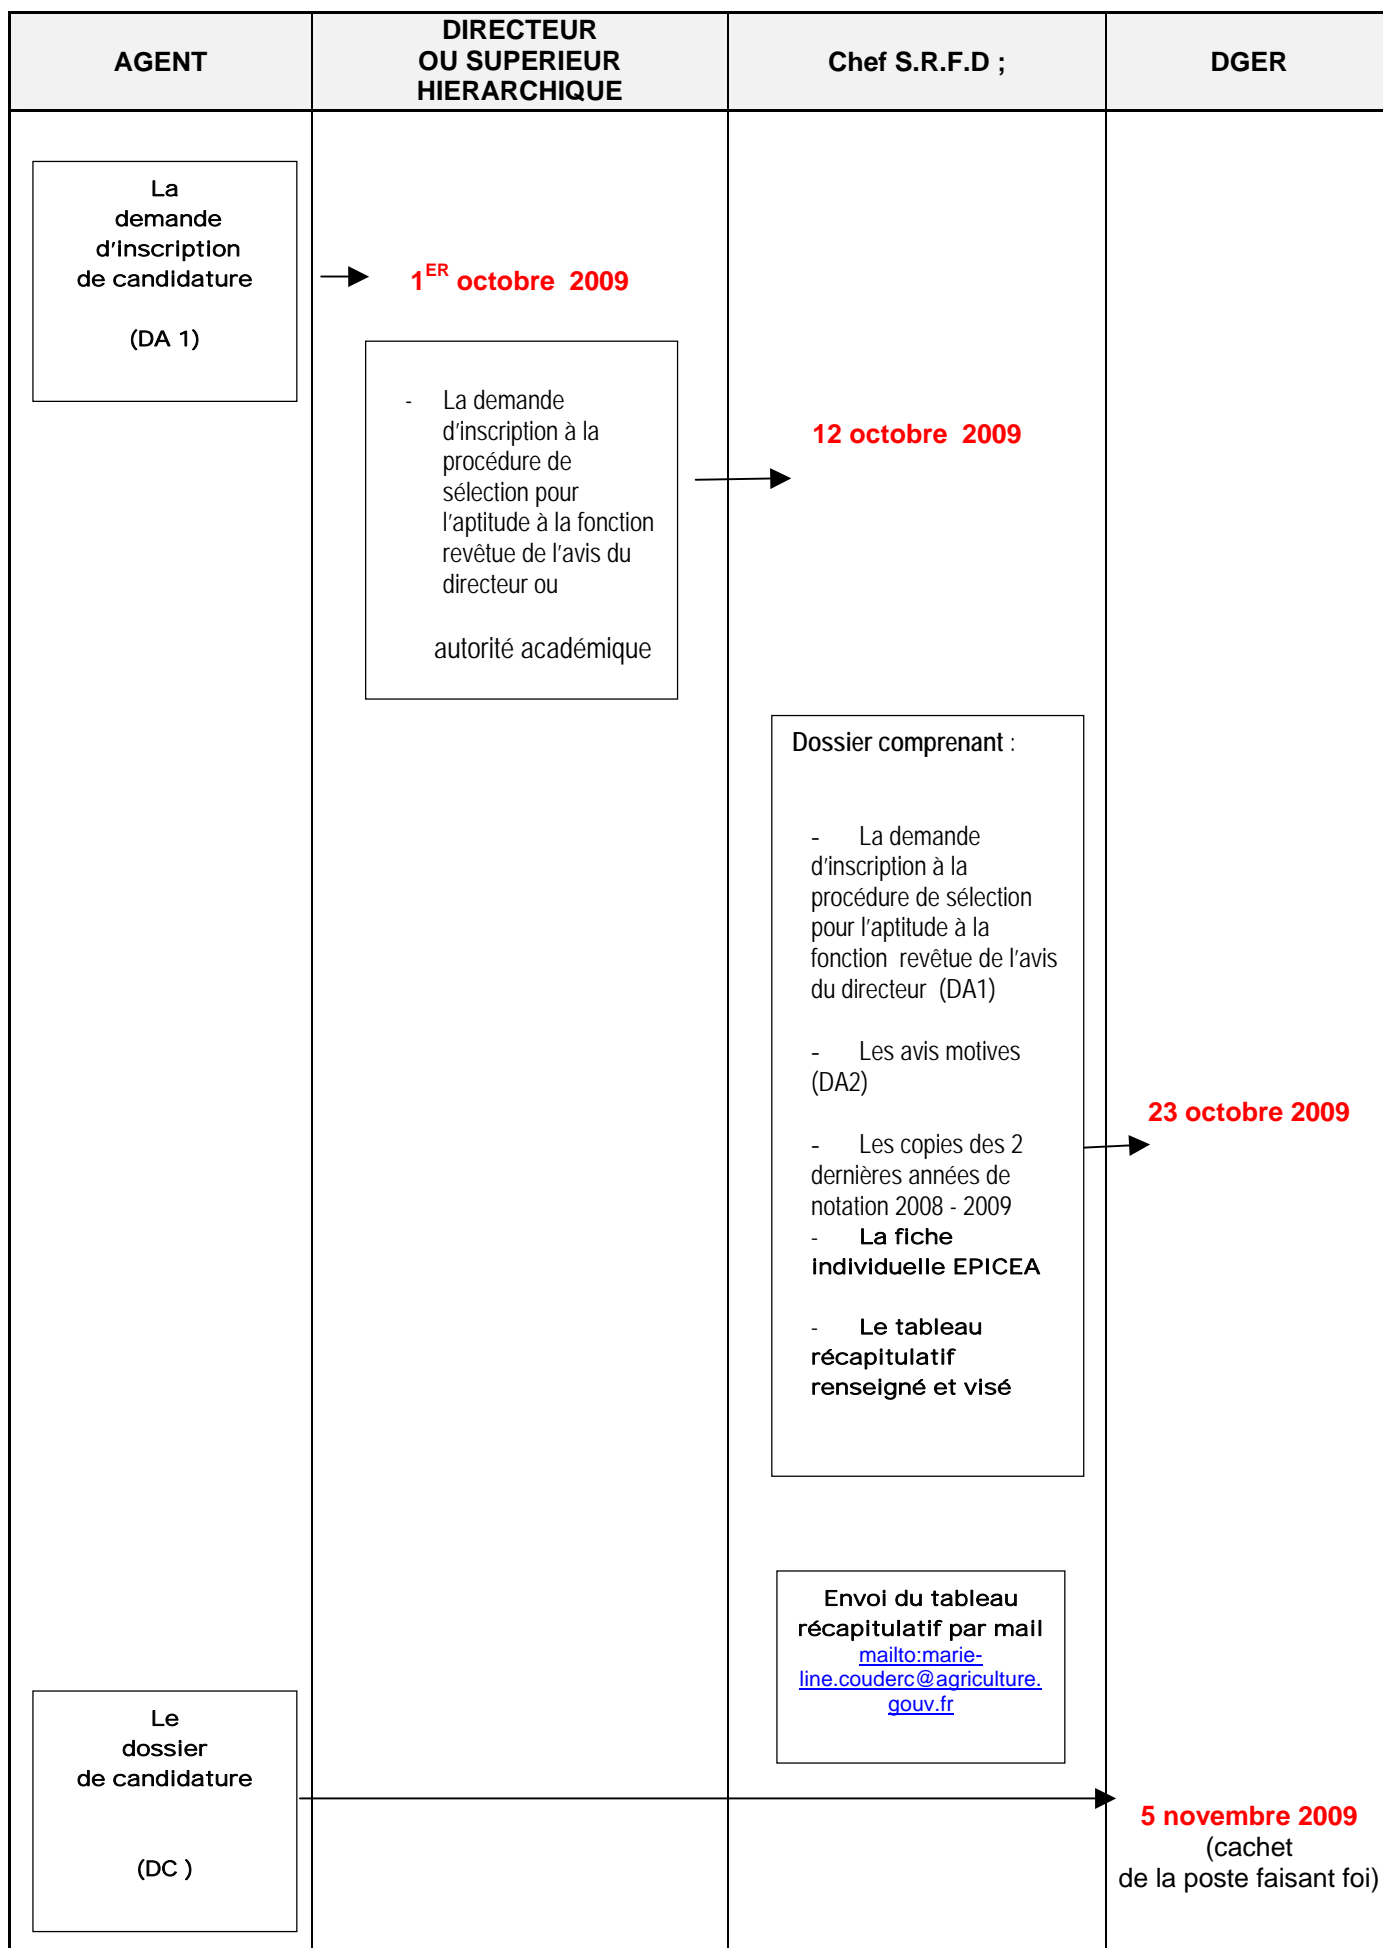 AGENT
DIRECTEUR
OU SUPERIEUR
HIERARCHIQUE
Chef S.R.F.D ;
DGER
La
demande
d'inscription
de candidature
(DA 1)
1ER octobre 2009
- La demande
d'inscription à la
procédure de
sélection pour
l'aptitude à la fonction
revêtue de l'avis du
directeur ou
autorité académique
12 octobre 2009
Dossier comprenant :
- La demande
d'inscription à la
procédure de sélection
pour l'aptitude à la
fonction revêtue de l'avis
du directeur (DA1)
- Les avis motives
(DA2)
- Les copies des 2
dernières années de
notation 2008 - 2009
- La fiche
individuelle EPICEA
- Le tableau
récapitulatif
renseigné et visé
23 octobre 2009
Envoi du tableau
récapitulatif par mail
mailto:marie-
line.couderc@agriculture.
gouv.fr
Le
dossier
de candidature
(DC )
5 novembre 2009
(cachet
de la poste faisant foi)